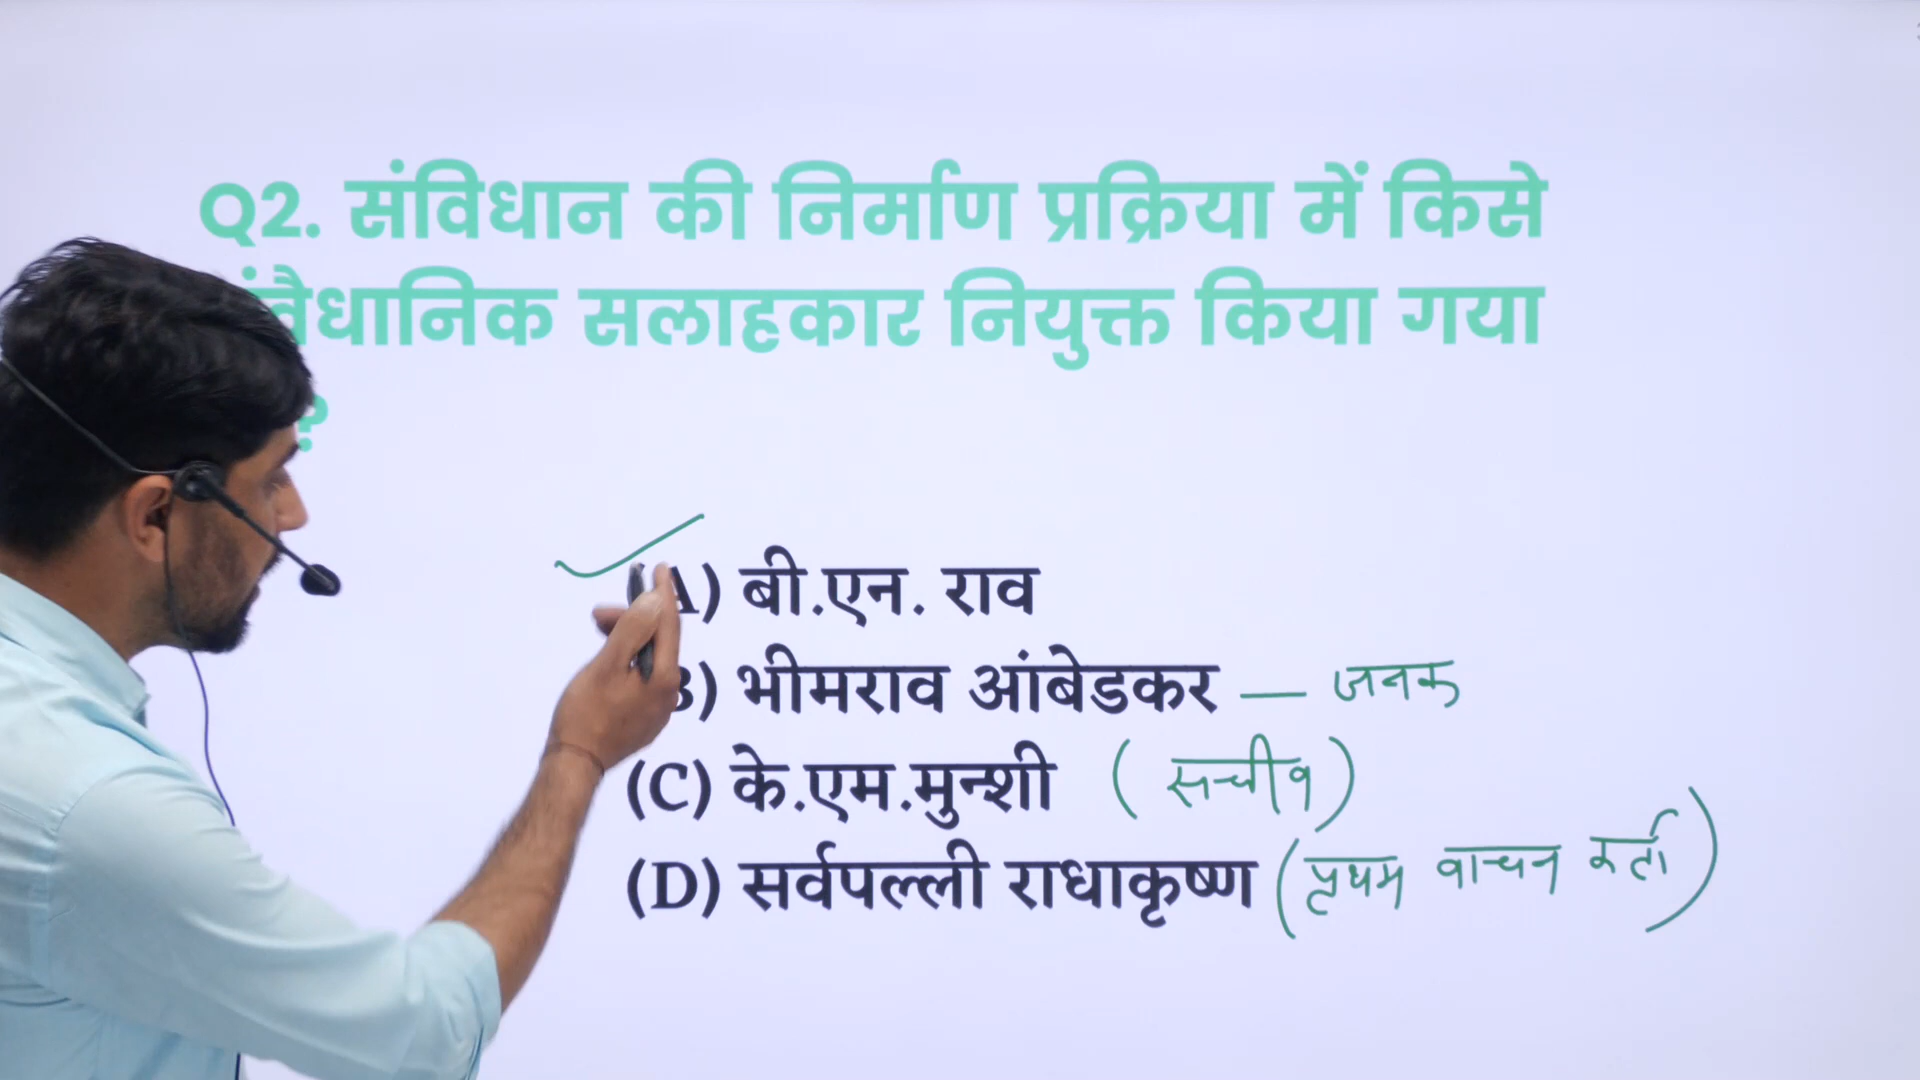 Q2. संविधान की निर्माण प्रक्रिया में किसे
वैधानिक सलाहकार नियुक्त किया गया
?
(A) बी.एन. राव
B) भीमराव आंबेडकर — जनक
(C) के.एम.मुन्शी (सचीव)
(D) सर्वपल्ली राधाकृष्ण (प्रथम वाचन कर्ता)